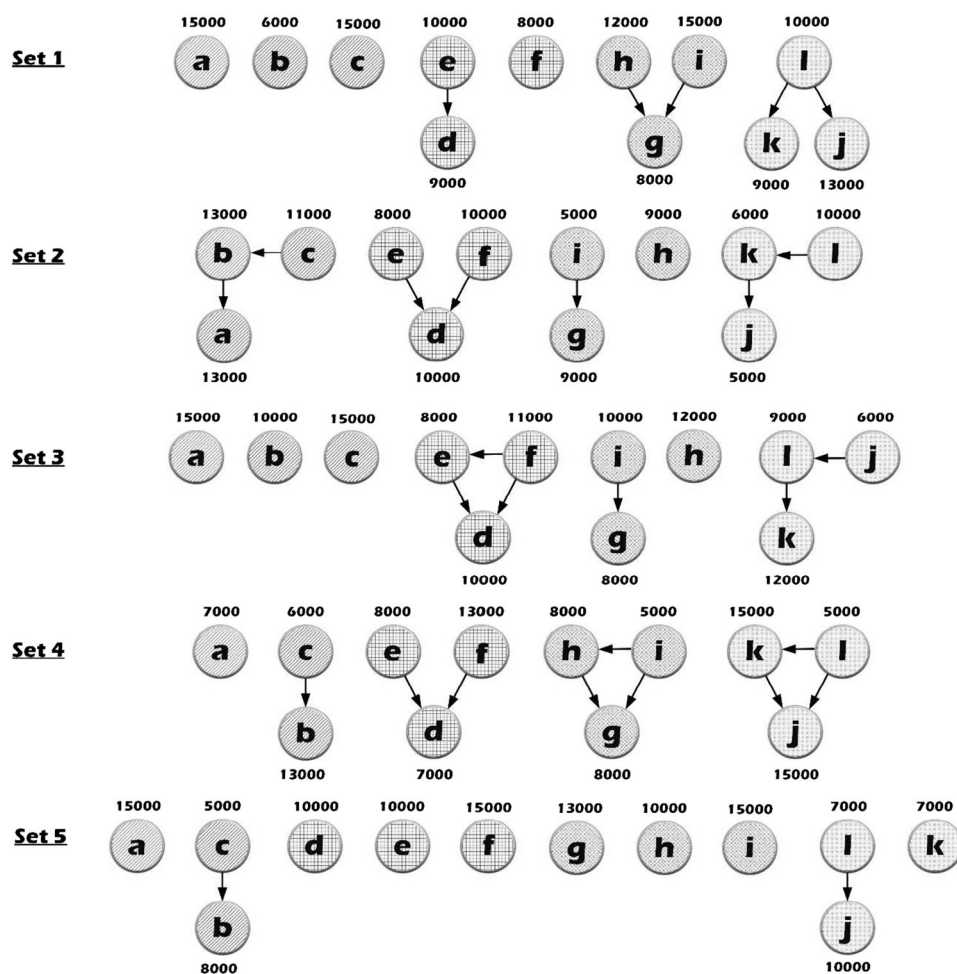 15000 6000 15000 10000 8000 12000 15000 10000
Set 1 a b c e f h i l
d g k j
9000 8000 9000 13000
13000 11000 8000 10000 5000 9000 6000 10000
Set 2 b c e f i h k l
a d g j
13000 10000 9000 5000
15000 10000 15000 8000 11000 10000 12000 9000 6000
Set 3 a b c e f i h l j
d g k
10000 8000 12000
7000 6000 8000 13000 8000 5000 15000 5000
Set 4 a c e f h i k l
b d g j
13000 7000 8000 15000
15000 5000 10000 10000 15000 13000 10000 15000 7000 7000
Set 5 a c d e f g h i l k
b j
8000 10000